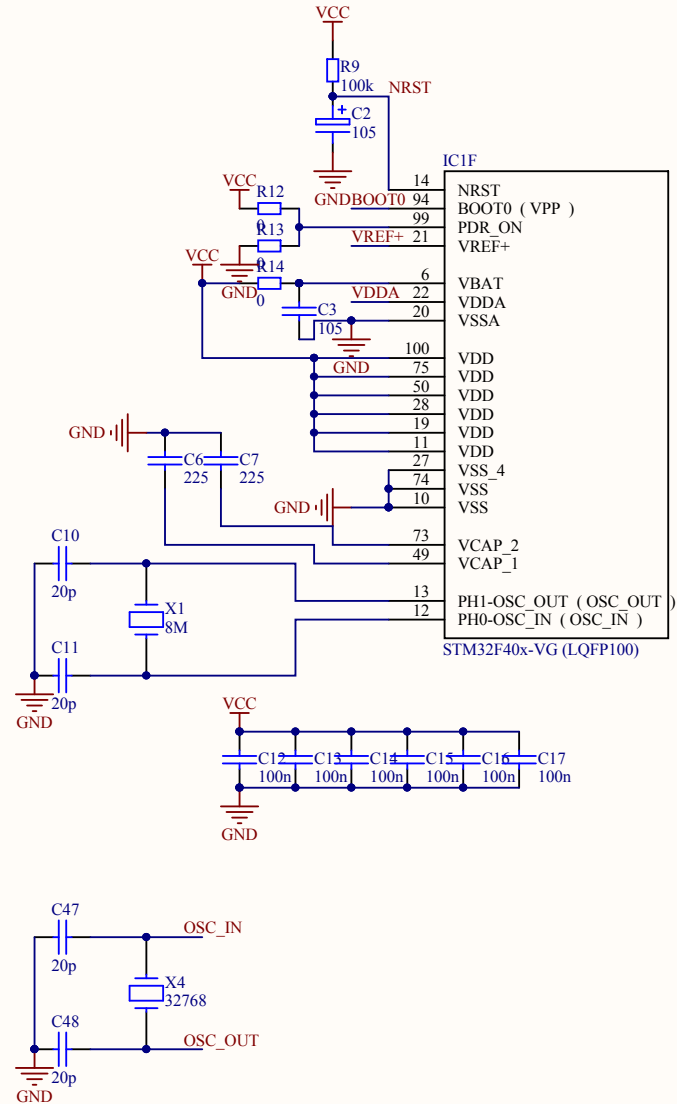 VCC
R9
100k
NRST
C2
105
GND
IC1F
14 NRST
BOOT0 94 BOOT0 ( VPP )
99 PDR_ON
VREF+ 21 VREF+
VCC
R12
0
R13
0
GND
VCC
R14
0
6 VBAT
VDDA 22 VDDA
20 VSSA
C3
105
GND
100 VDD
75 VDD
50 VDD
28 VDD
19 VDD
11 VDD
27 VSS_4
74 VSS
10 VSS
GND
GND
C6
225
C7
225
73 VCAP_2
49 VCAP_1
13 PH1-OSC_OUT ( OSC_OUT )
12 PH0-OSC_IN ( OSC_IN )
STM32F40x-VG (LQFP100)
C10
20p
X1
8M
C11
20p
GND
VCC
C12 C13 C14 C15 C16 C17
100n 100n 100n 100n 100n 100n
GND
C47
20p
OSC_IN
X4
32768
C48
20p
OSC_OUT
GND